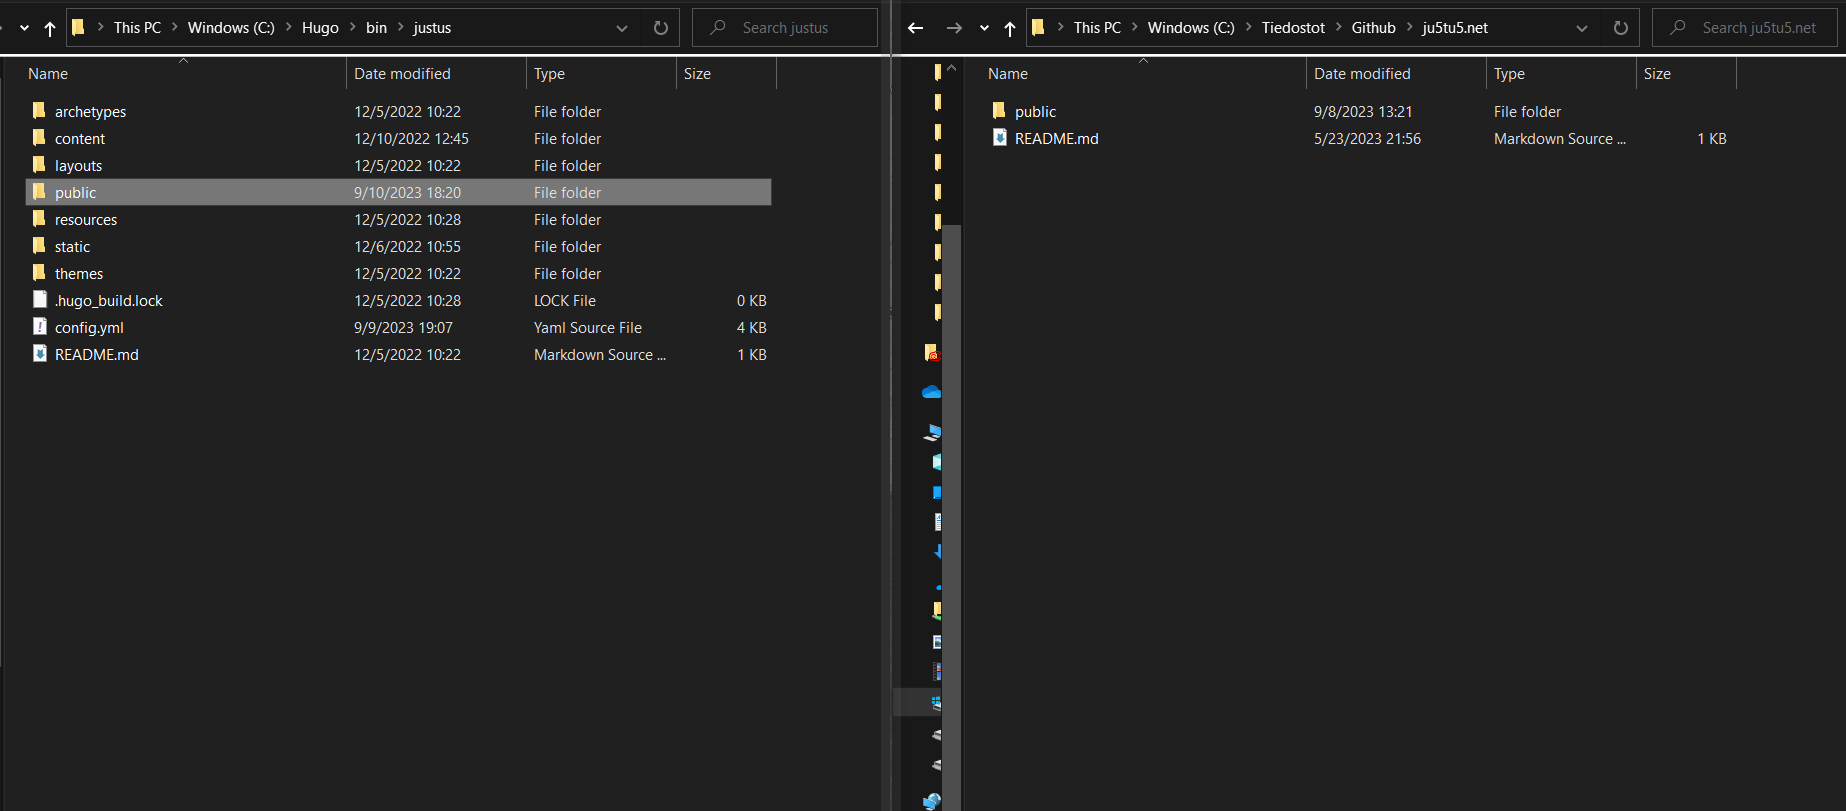 This PC > Windows (C:) > Hugo > bin > justus
Search justus
Name Date modified Type Size
archetypes 12/5/2022 10:22 File folder
content 12/10/2022 12:45 File folder
layouts 12/5/2022 10:22 File folder
public 9/10/2023 18:20 File folder
resources 12/5/2022 10:28 File folder
static 12/6/2022 10:55 File folder
themes 12/5/2022 10:22 File folder
.hugo_build.lock 12/5/2022 10:28 LOCK File 0 KB
config.yml 9/9/2023 19:07 Yaml Source File 4 KB
README.md 12/5/2022 10:22 Markdown Source ... 1 KB
This PC > Windows (C:) > Tiedostot > Github > ju5tu5.net
Search ju5tu5.net
Name Date modified Type Size
public 9/8/2023 13:21 File folder
README.md 5/23/2023 21:56 Markdown Source ... 1 KB